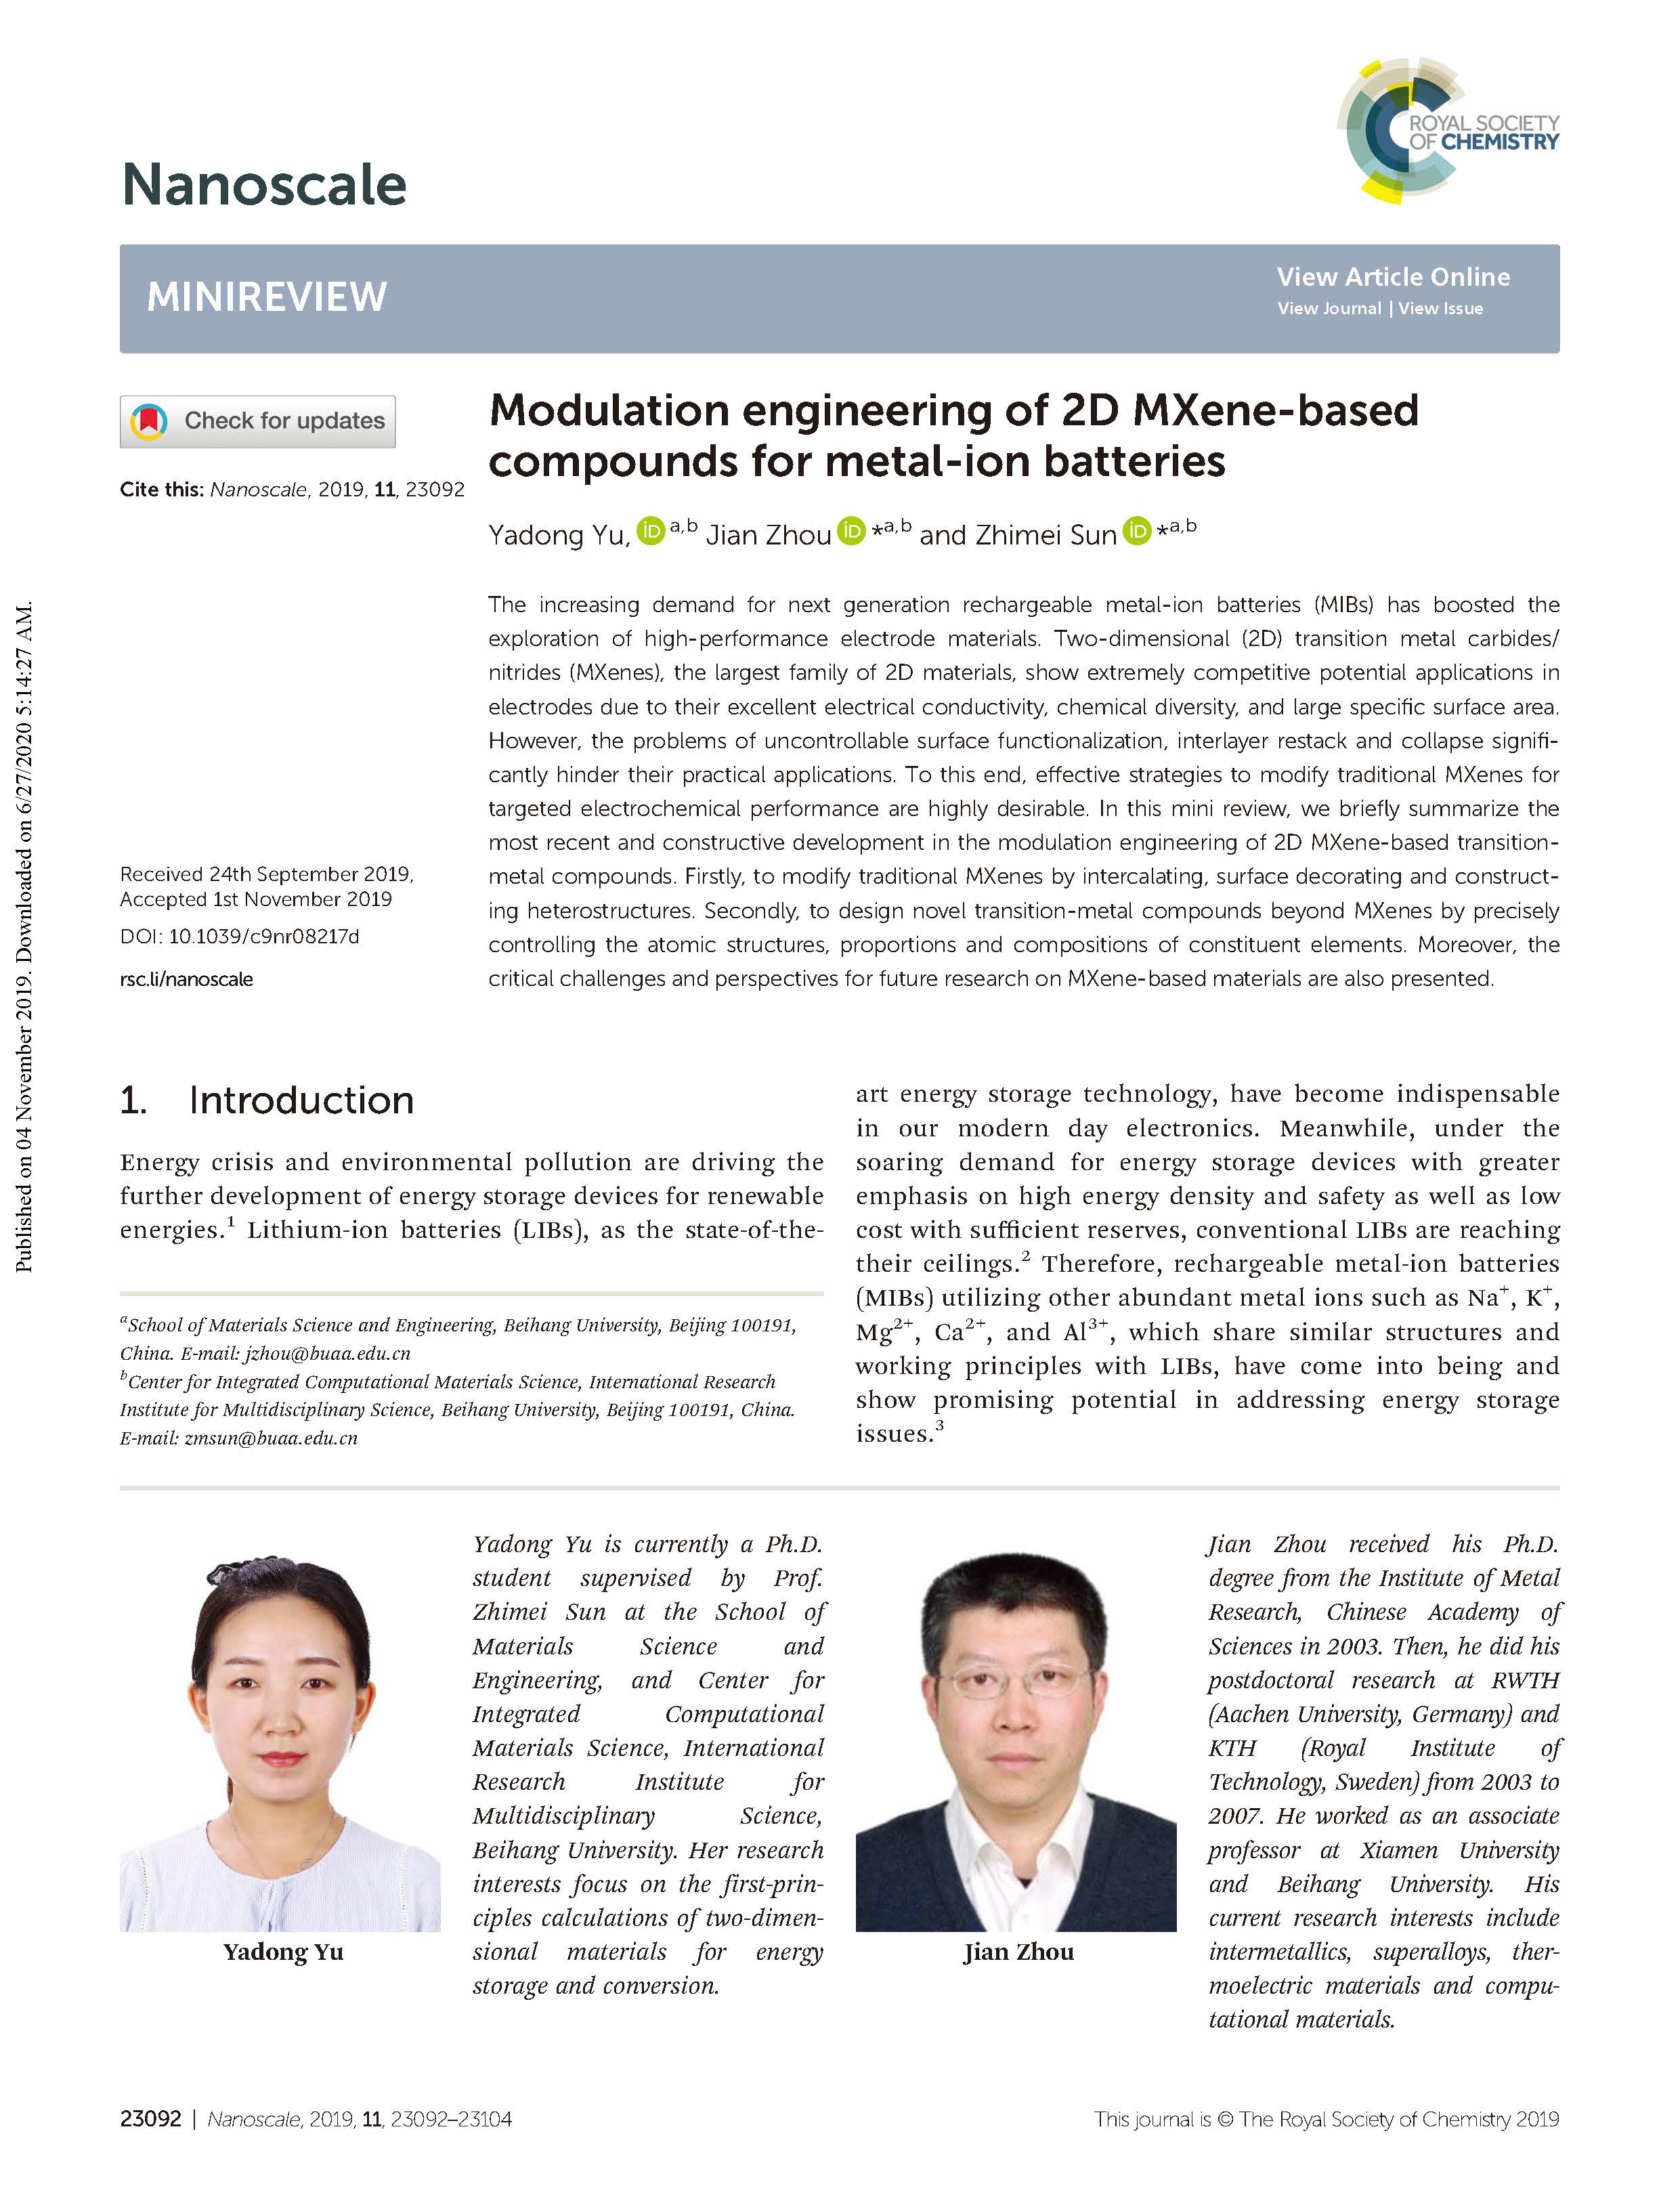 ROYAL SOCIETY
OF CHEMISTRY
Nanoscale
MINIREVIEW
View Article Online
View Journal | View Issue
Check for updates
Cite this: Nanoscale, 2019, 11, 23092
Received 24th September 2019,
Accepted 1st November 2019
DOI: 10.1039/c9nr08217d
rsc.li/nanoscale
Modulation engineering of 2D MXene-based
compounds for metal-ion batteries
Yadong Yu, iD a,b Jian Zhou iD *a,b and Zhimei Sun iD *a,b
The increasing demand for next generation rechargeable metal-ion batteries (MIBs) has boosted the
exploration of high-performance electrode materials. Two-dimensional (2D) transition metal carbides/
nitrides (MXenes), the largest family of 2D materials, show extremely competitive potential applications in
electrodes due to their excellent electrical conductivity, chemical diversity, and large specific surface area.
However, the problems of uncontrollable surface functionalization, interlayer restack and collapse signifi-
cantly hinder their practical applications. To this end, effective strategies to modify traditional MXenes for
targeted electrochemical performance are highly desirable. In this mini review, we briefly summarize the
most recent and constructive development in the modulation engineering of 2D MXene-based transition-
metal compounds. Firstly, to modify traditional MXenes by intercalating, surface decorating and construct-
ing heterostructures. Secondly, to design novel transition-metal compounds beyond MXenes by precisely
controlling the atomic structures, proportions and compositions of constituent elements. Moreover, the
critical challenges and perspectives for future research on MXene-based materials are also presented.
1. Introduction
Energy crisis and environmental pollution are driving the
further development of energy storage devices for renewable
energies.1 Lithium-ion batteries (LIBs), as the state-of-the-
art energy storage technology, have become indispensable
in our modern day electronics. Meanwhile, under the
soaring demand for energy storage devices with greater
emphasis on high energy density and safety as well as low
cost with sufficient reserves, conventional LIBs are reaching
their ceilings.2 Therefore, rechargeable metal-ion batteries
(MIBs) utilizing other abundant metal ions such as Na+, K+,
Mg2+, Ca2+, and Al3+, which share similar structures and
working principles with LIBs, have come into being and
show promising potential in addressing energy storage
issues.3
aSchool of Materials Science and Engineering, Beihang University, Beijing 100191,
China. E-mail: jzhou@buaa.edu.cn
bCenter for Integrated Computational Materials Science, International Research
Institute for Multidisciplinary Science, Beihang University, Beijing 100191, China.
E-mail: zmsun@buaa.edu.cn
Yadong Yu
Yadong Yu is currently a Ph.D.
student supervised by Prof.
Zhimei Sun at the School of
Materials Science and
Engineering, and Center for
Integrated Computational
Materials Science, International
Research Institute for
Multidisciplinary Science,
Beihang University. Her research
interests focus on the first-prin-
ciples calculations of two-dimen-
sional materials for energy
storage and conversion.
Jian Zhou
Jian Zhou received his Ph.D.
degree from the Institute of Metal
Research, Chinese Academy of
Sciences in 2003. Then, he did his
postdoctoral research at RWTH
(Aachen University, Germany) and
KTH (Royal Institute of
Technology, Sweden) from 2003 to
2007. He worked as an associate
professor at Xiamen University
and Beihang University. His
current research interests include
intermetallics, superalloys, ther-
moelectric materials and compu-
tational materials.
23092 | Nanoscale, 2019, 11, 23092–23104
This journal is © The Royal Society of Chemistry 2019
Published on 04 November 2019. Downloaded on 6/27/2020 5:14:27 AM.